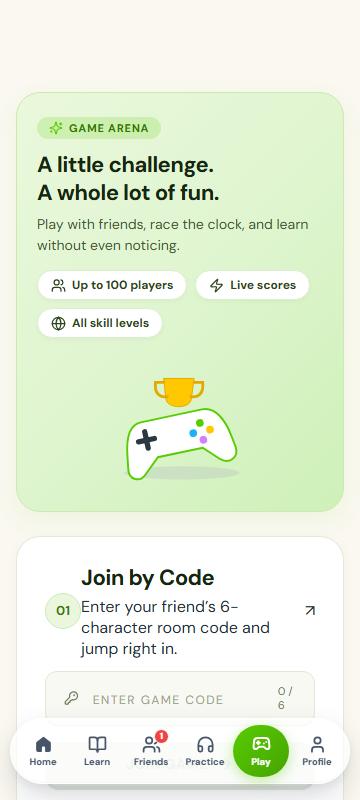 GAME ARENA
A little challenge.
A whole lot of fun.
Play with friends, race the clock, and learn
without even noticing.
Up to 100 players
Live scores
All skill levels
Join by Code
01
Enter your friend's 6-
character room code and
jump right in.
ENTER GAME CODE
0 /
6
1
Home
Learn
Friends
Practice
Play
Profile